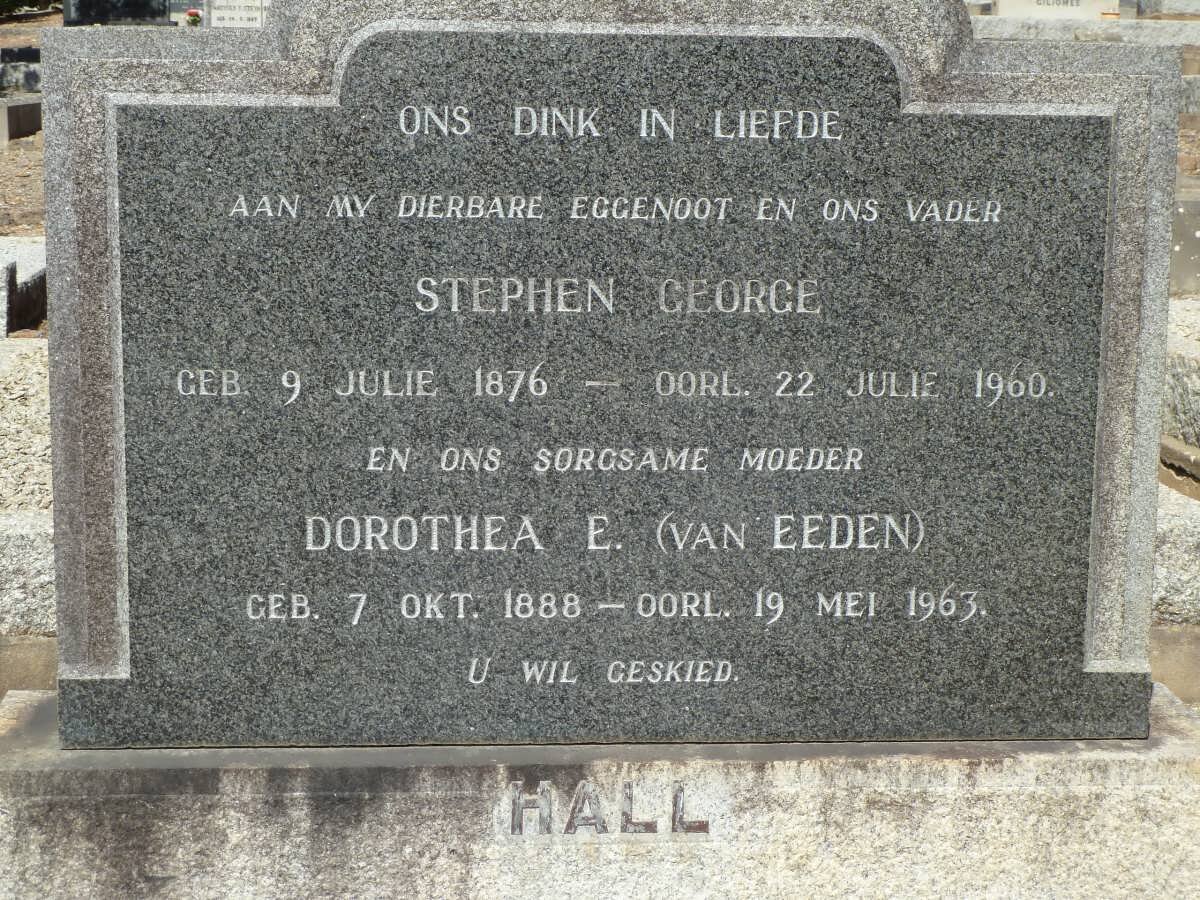 ONS DINK IN LIEFDE
AAN MY DIERBARE EGGENOOT EN ONS VADER
STEPHEN GEORGE
GEB. 9 JULIE 1876 — OORL. 22 JULIE 1960.
EN ONS SORGSAME MOEDER
DOROTHEA E. (VAN EEDEN)
GEB. 7 OKT. 1888 — OORL. 19 MEI 1963.
U WIL GESKIED.
HALL
GILIOMEE